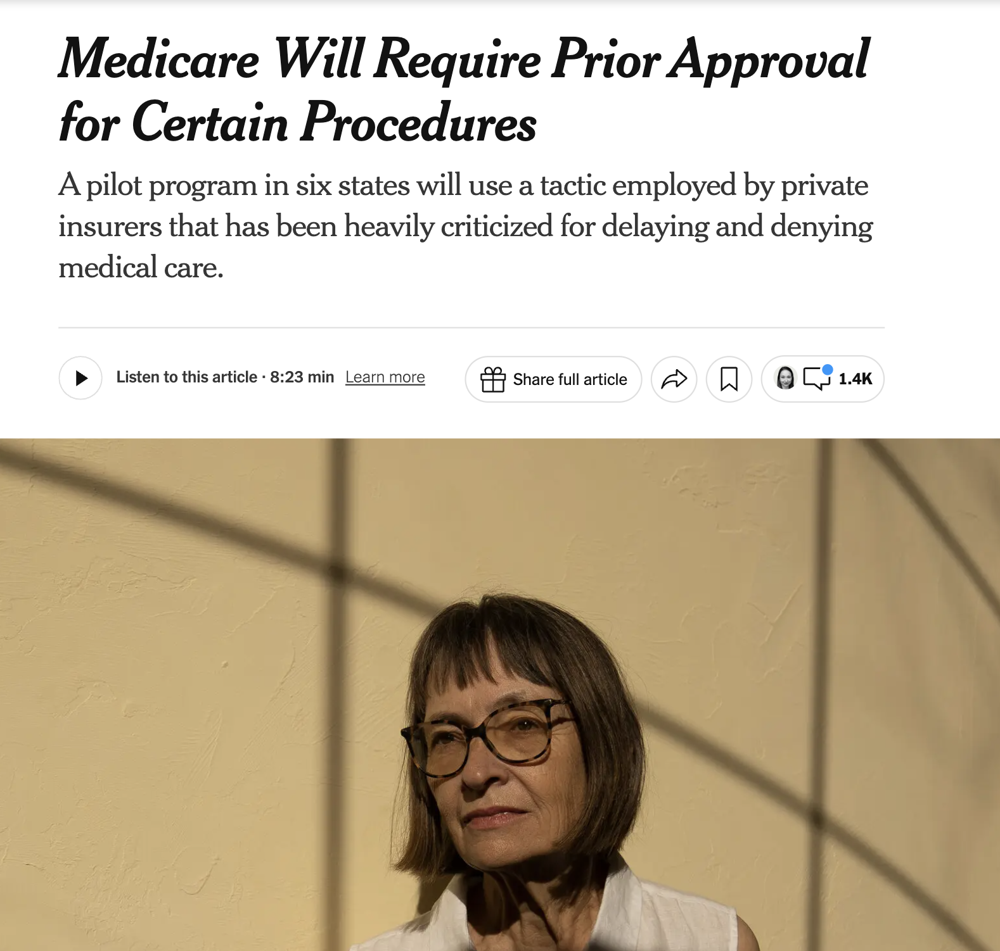 Medicare Will Require Prior Approval
for Certain Procedures
A pilot program in six states will use a tactic employed by private
insurers that has been heavily criticized for delaying and denying
medical care.
Listen to this article · 8:23 min Learn more
Share full article
1.4K